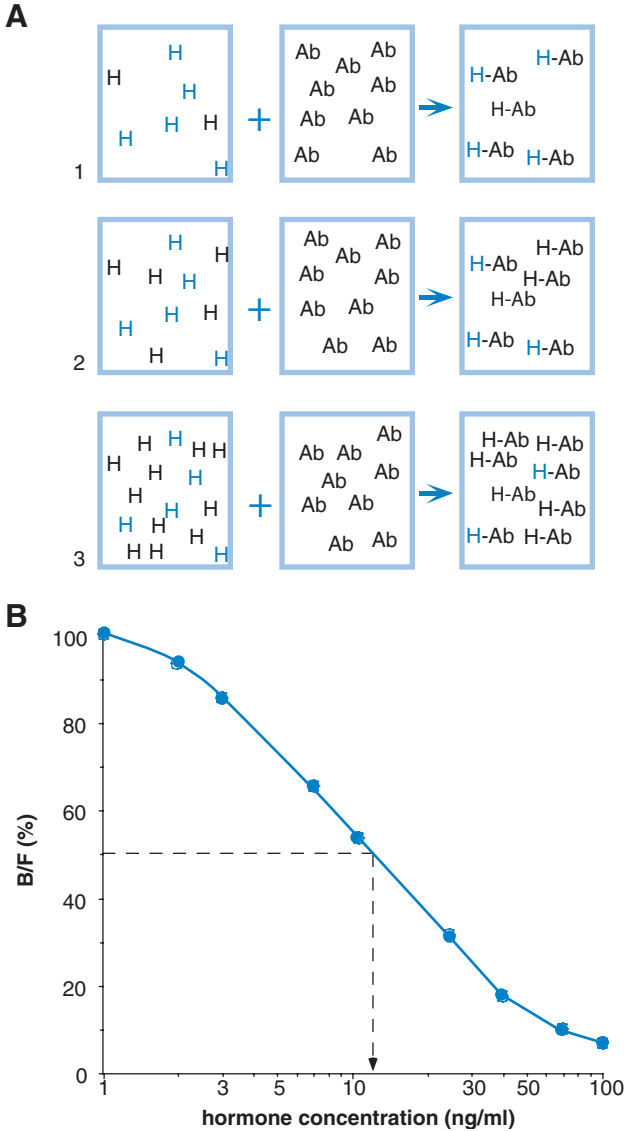 A
H
H
H
H H
H
H
+
Ab Ab
Ab
Ab Ab
Ab Ab
Ab Ab
H-Ab
H-Ab
H-Ab
H-Ab H-Ab
1
H
H
H H
H
H H
H
H H
+
Ab Ab
Ab
Ab Ab
Ab Ab
Ab Ab
H-Ab
H-Ab
H-Ab
H-Ab
H-Ab H-Ab
2
H H H H
H H
H
H
H H
H H
H
H H H
+
Ab
Ab Ab
Ab Ab
Ab Ab
Ab Ab
H-Ab H-Ab
H-Ab
H-Ab
H-Ab
H-Ab
H-Ab H-Ab
3
B
100
80
60
40
20
0
B/F (%)
1 3 5 10 30 50 100
hormone concentration (ng/ml)